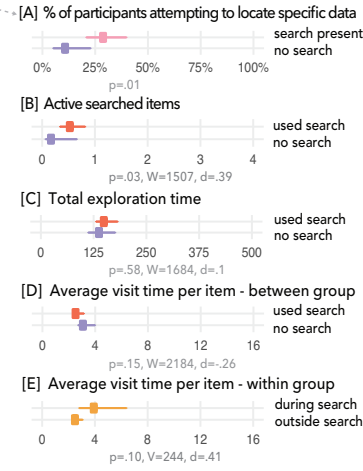 [A] % of participants attempting to locate specific data
search present
no search
0% 25% 50% 75% 100%
p=.01
[B] Active searched items
used search
no search
0 1 2 3 4
p=.03, W=1507, d=.39
[C] Total exploration time
used search
no search
0 125 250 375 500
p=.58, W=1684, d=.1
[D] Average visit time per item - between group
used search
no search
0 4 8 12 16
p=.15, W=2184, d=-.26
[E] Average visit time per item - within group
during search
outside search
0 4 8 12 16
p=.10, V=244, d=.41